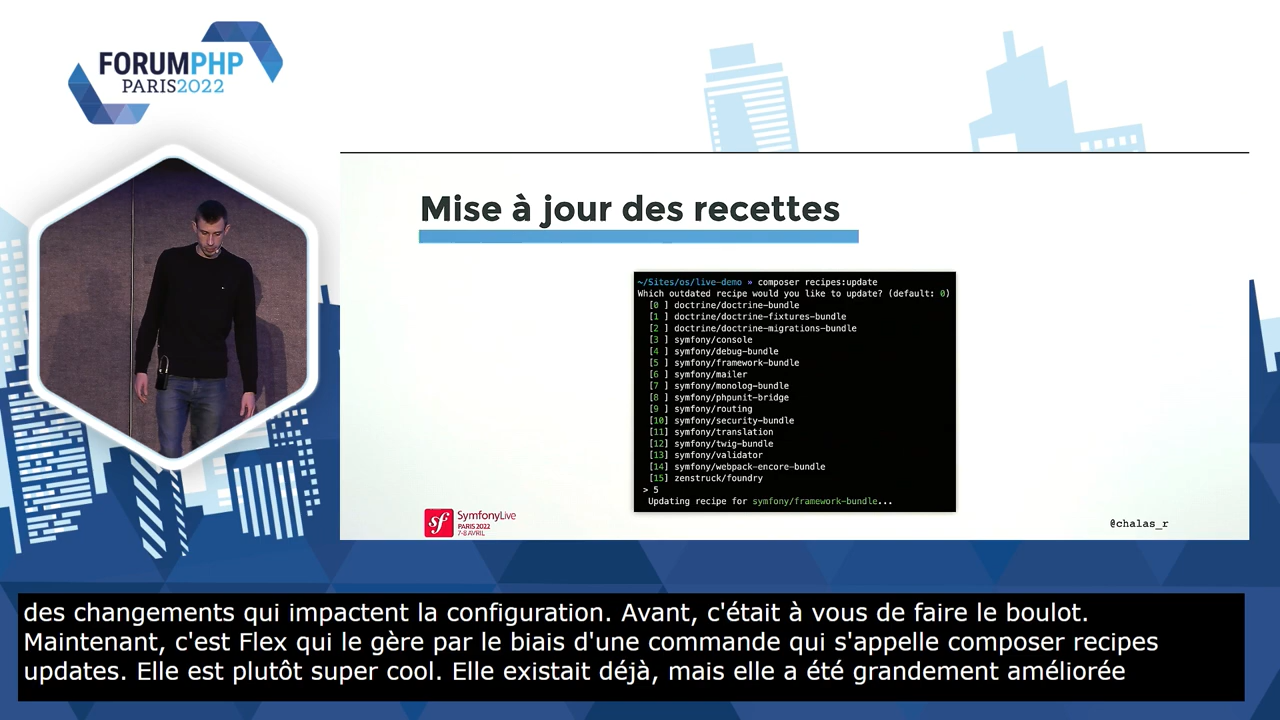 FORUMPHP
PARIS2022
Mise à jour des recettes
~/Sites/os/live-demo » composer recipes:update
Which outdated recipe would you like to update? (default: 0)
[0 ] doctrine/doctrine-bundle
[1 ] doctrine/doctrine-fixtures-bundle
[2 ] doctrine/doctrine-migrations-bundle
[3 ] symfony/console
[4 ] symfony/debug-bundle
[5 ] symfony/framework-bundle
[6 ] symfony/mailer
[7 ] symfony/monolog-bundle
[8 ] symfony/phpunit-bridge
[9 ] symfony/routing
[10] symfony/security-bundle
[11] symfony/translation
[12] symfony/twig-bundle
[13] symfony/validator
[14] symfony/webpack-encore-bundle
[15] zenstruck/foundry
> 5
Updating recipe for symfony/framework-bundle...
sf
SymfonyLive
PARIS 2022
7-8 AVRIL
@chalas_r
des changements qui impactent la configuration. Avant, c'était à vous de faire le boulot.
Maintenant, c'est Flex qui le gère par le biais d'une commande qui s'appelle composer recipes
updates. Elle est plutôt super cool. Elle existait déjà, mais elle a été grandement améliorée